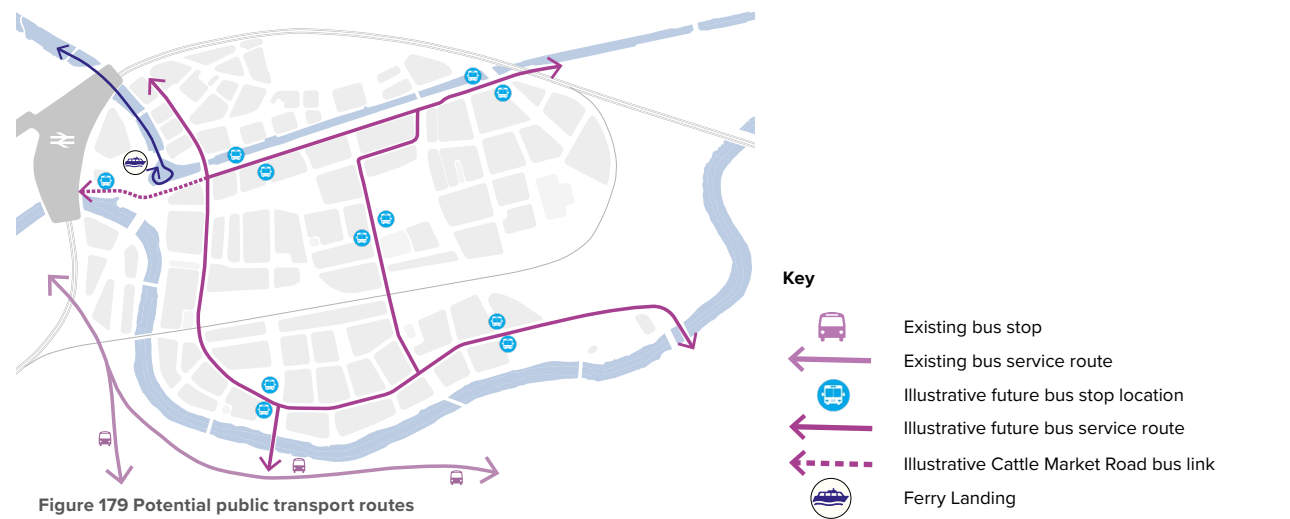 Key
Existing bus stop
Existing bus service route
Illustrative future bus stop location
Illustrative future bus service route
Illustrative Cattle Market Road bus link
Ferry Landing
Figure 179 Potential public transport routes